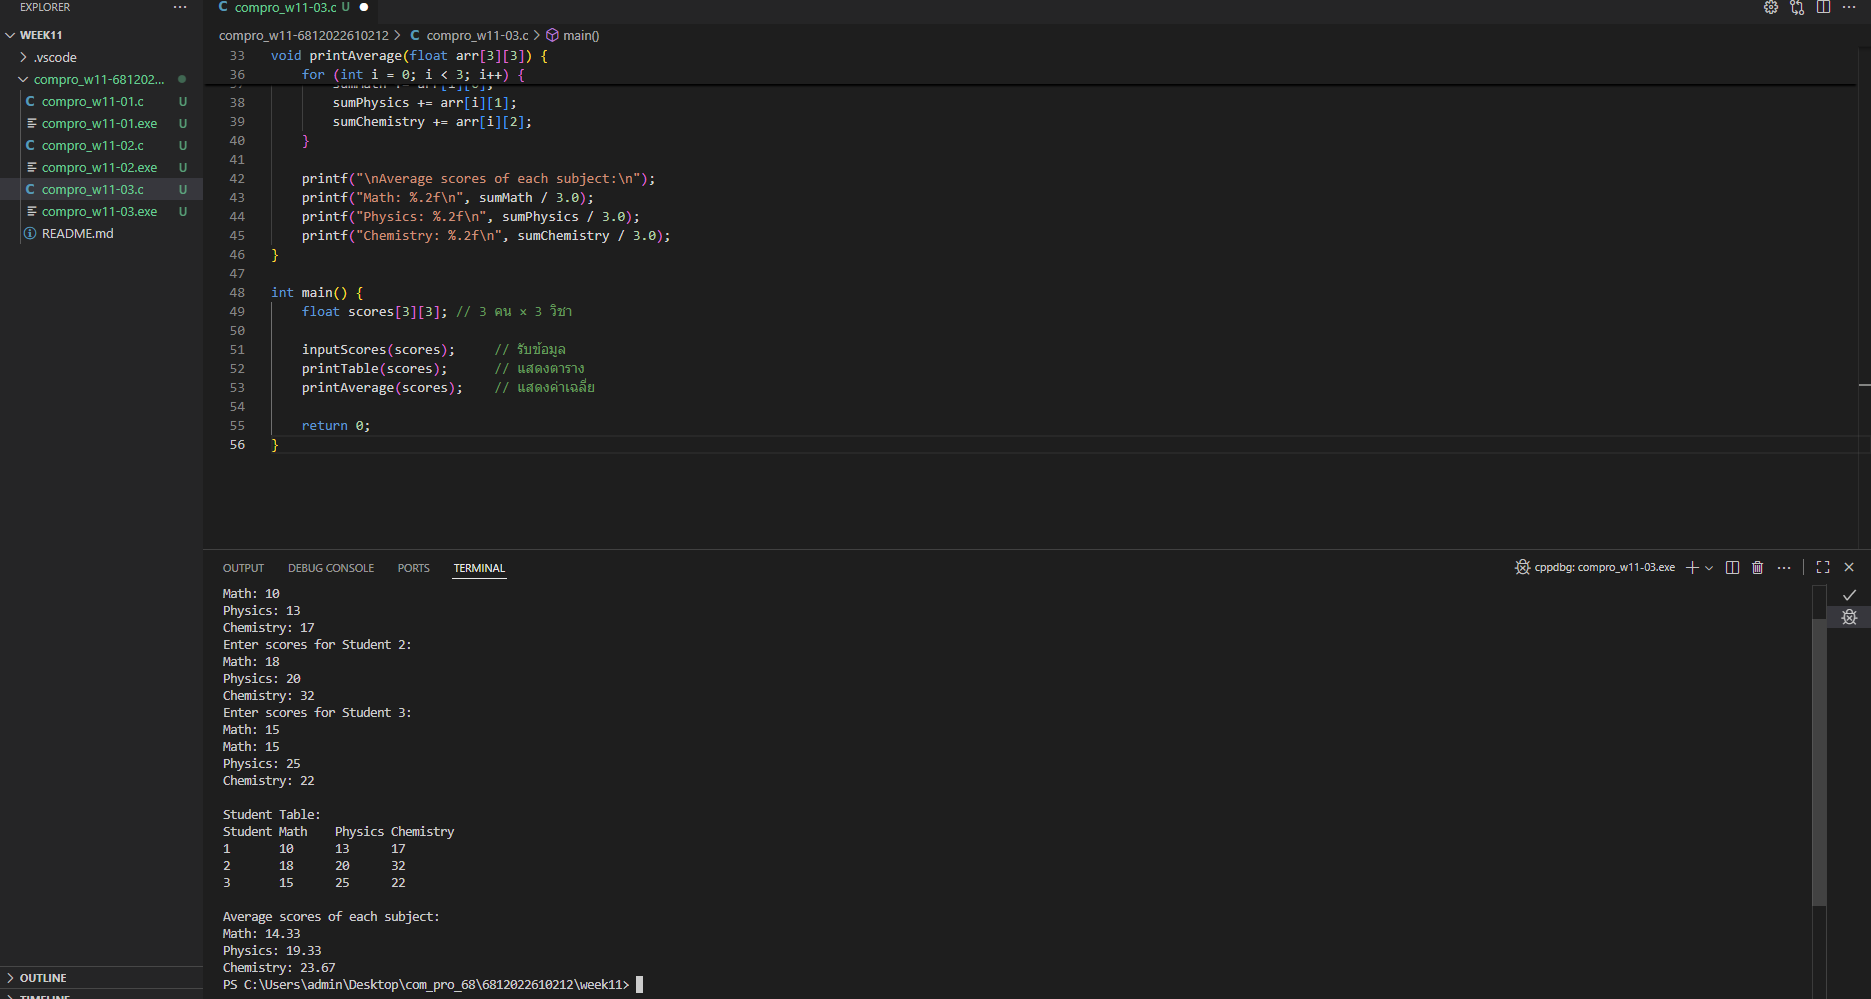 EXPLORER
compro_w11-03.c U
WEEK11
.vscode
compro_w11-681202...
compro_w11-01.c U
compro_w11-01.exe U
compro_w11-02.c U
compro_w11-02.exe U
compro_w11-03.c U
compro_w11-03.exe U
README.md
OUTLINE
TIMELINE
compro_w11-6812022610212 > C compro_w11-03.c > main()
33 void printAverage(float arr[3][3]) {
36 for (int i = 0; i < 3; i++) {
37 sumMath += arr[i][0];
38 sumPhysics += arr[i][1];
39 sumChemistry += arr[i][2];
40 }
41
42 printf("\nAverage scores of each subject:\n");
43 printf("Math: %.2f\n", sumMath / 3.0);
44 printf("Physics: %.2f\n", sumPhysics / 3.0);
45 printf("Chemistry: %.2f\n", sumChemistry / 3.0);
46 }
47
48 int main() {
49 float scores[3][3]; // 3 คน × 3 วิชา
50
51 inputScores(scores); // รับข้อมูล
52 printTable(scores); // แสดงตาราง
53 printAverage(scores); // แสดงค่าเฉลี่ย
54
55 return 0;
56 }
OUTPUT DEBUG CONSOLE PORTS TERMINAL
cppdbg: compro_w11-03.exe
Math: 10
Physics: 13
Chemistry: 17
Enter scores for Student 2:
Math: 18
Physics: 20
Chemistry: 32
Enter scores for Student 3:
Math: 15
Math: 15
Physics: 25
Chemistry: 22
Student Table:
Student Math Physics Chemistry
1 10 13 17
2 18 20 32
3 15 25 22
Average scores of each subject:
Math: 14.33
Physics: 19.33
Chemistry: 23.67
PS C:\Users\admin\Desktop\com_pro_68\6812022610212\week11>